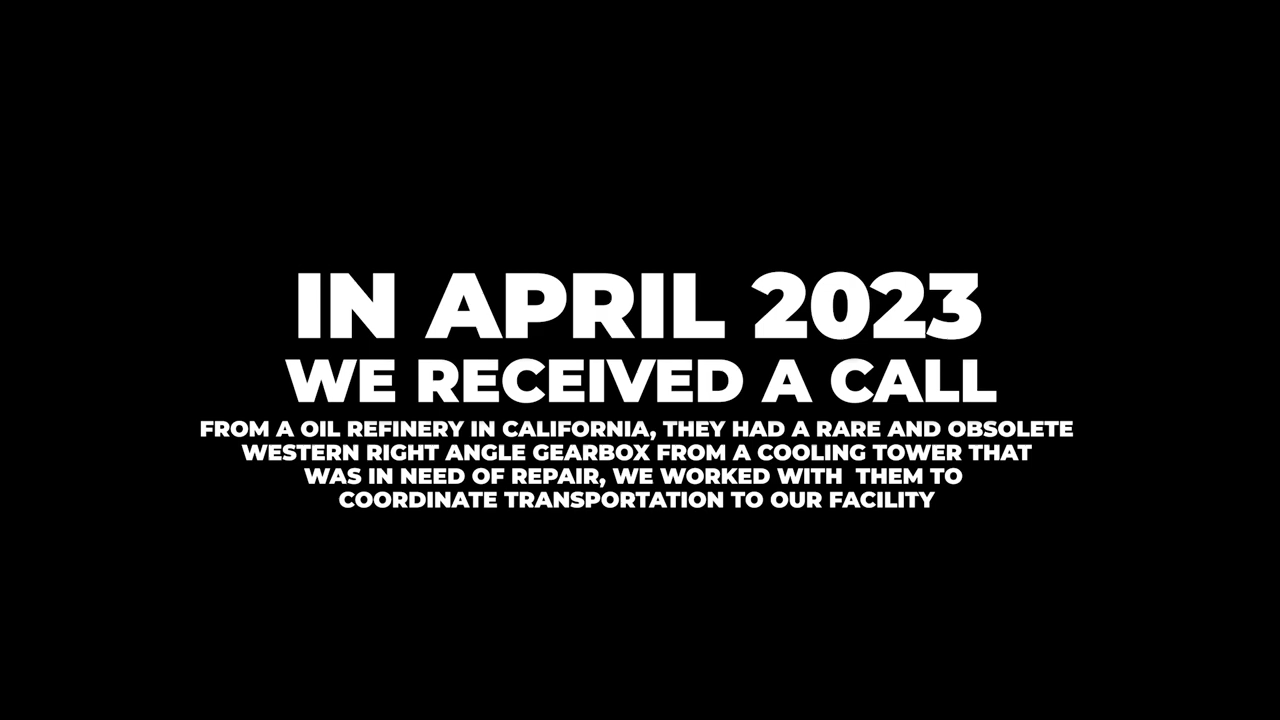 IN APRIL 2023
WE RECEIVED A CALL
FROM A OIL REFINERY IN CALIFORNIA, THEY HAD A RARE AND OBSOLETE
WESTERN RIGHT ANGLE GEARBOX FROM A COOLING TOWER THAT
WAS IN NEED OF REPAIR, WE WORKED WITH  THEM TO
COORDINATE TRANSPORTATION TO OUR FACILITY